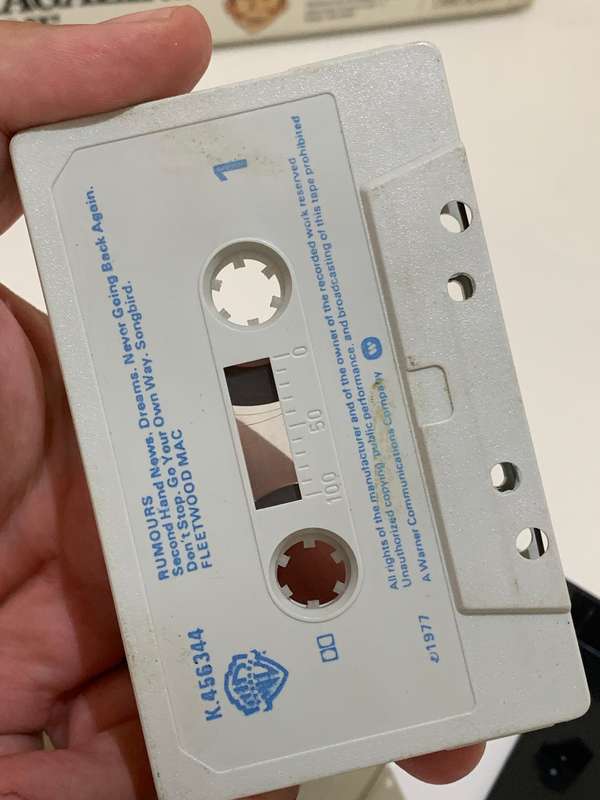 RUMOURS
Second Hand News. Dreams. Never Going Back Again.
Don't Stop. Go Your Own Way. Songbird.
FLEETWOOD MAC
1
K.456344
100 50 0
All rights of the manufacturer and of the owner of the recorded work reserved
Unauthorized copying, public performance, and broadcasting of this tape prohibited
A Warner Communications Company
℗1977